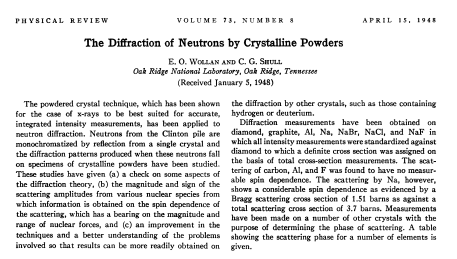 PHYSICAL REVIEW VOLUME 73, NUMBER 8 APRIL 15, 1948
The Diffraction of Neutrons by Crystalline Powders
E. O. WOLLAN AND C. G. SHULL
Oak Ridge National Laboratory, Oak Ridge, Tennessee
(Received January 5, 1948)
The powdered crystal technique, which has been shown
for the case of x-rays to be best suited for accurate,
integrated intensity measurements, has been applied to
neutron diffraction. Neutrons from the Clinton pile are
monochromatized by reflection from a single crystal and
the diffraction patterns produced when these neutrons fall
on specimens of crystalline powders have been studied.
These studies have given (a) a check on some aspects of
the diffraction theory, (b) the magnitude and sign of the
scattering amplitudes from various nuclear species from
which information is obtained on the spin dependence of
the scattering, which has a bearing on the magnitude and
range of nuclear forces, and (c) an improvement in the
techniques and a better understanding of the problems
involved so that results can be more readily obtained on
the diffraction by other crystals, such as those containing
hydrogen or deuterium.
Diffraction measurements have been obtained on
diamond, graphite, Al, Na, NaBr, NaCl, and NaF in
which all intensity measurements were standardized against
diamond to which a definite cross section was assigned on
the basis of total cross-section measurements. The scat-
tering of carbon, Al, and F was found to have no measur-
able spin dependence. The scattering by Na, however,
shows a considerable spin dependence as evidenced by a
Bragg scattering cross section of 1.51 barns as against a
total scattering cross section of 3.7 barns. Measurements
have been made on a number of other crystals with the
purpose of determining the phase of scattering. A table
showing the scattering phase for a number of elements is
given.